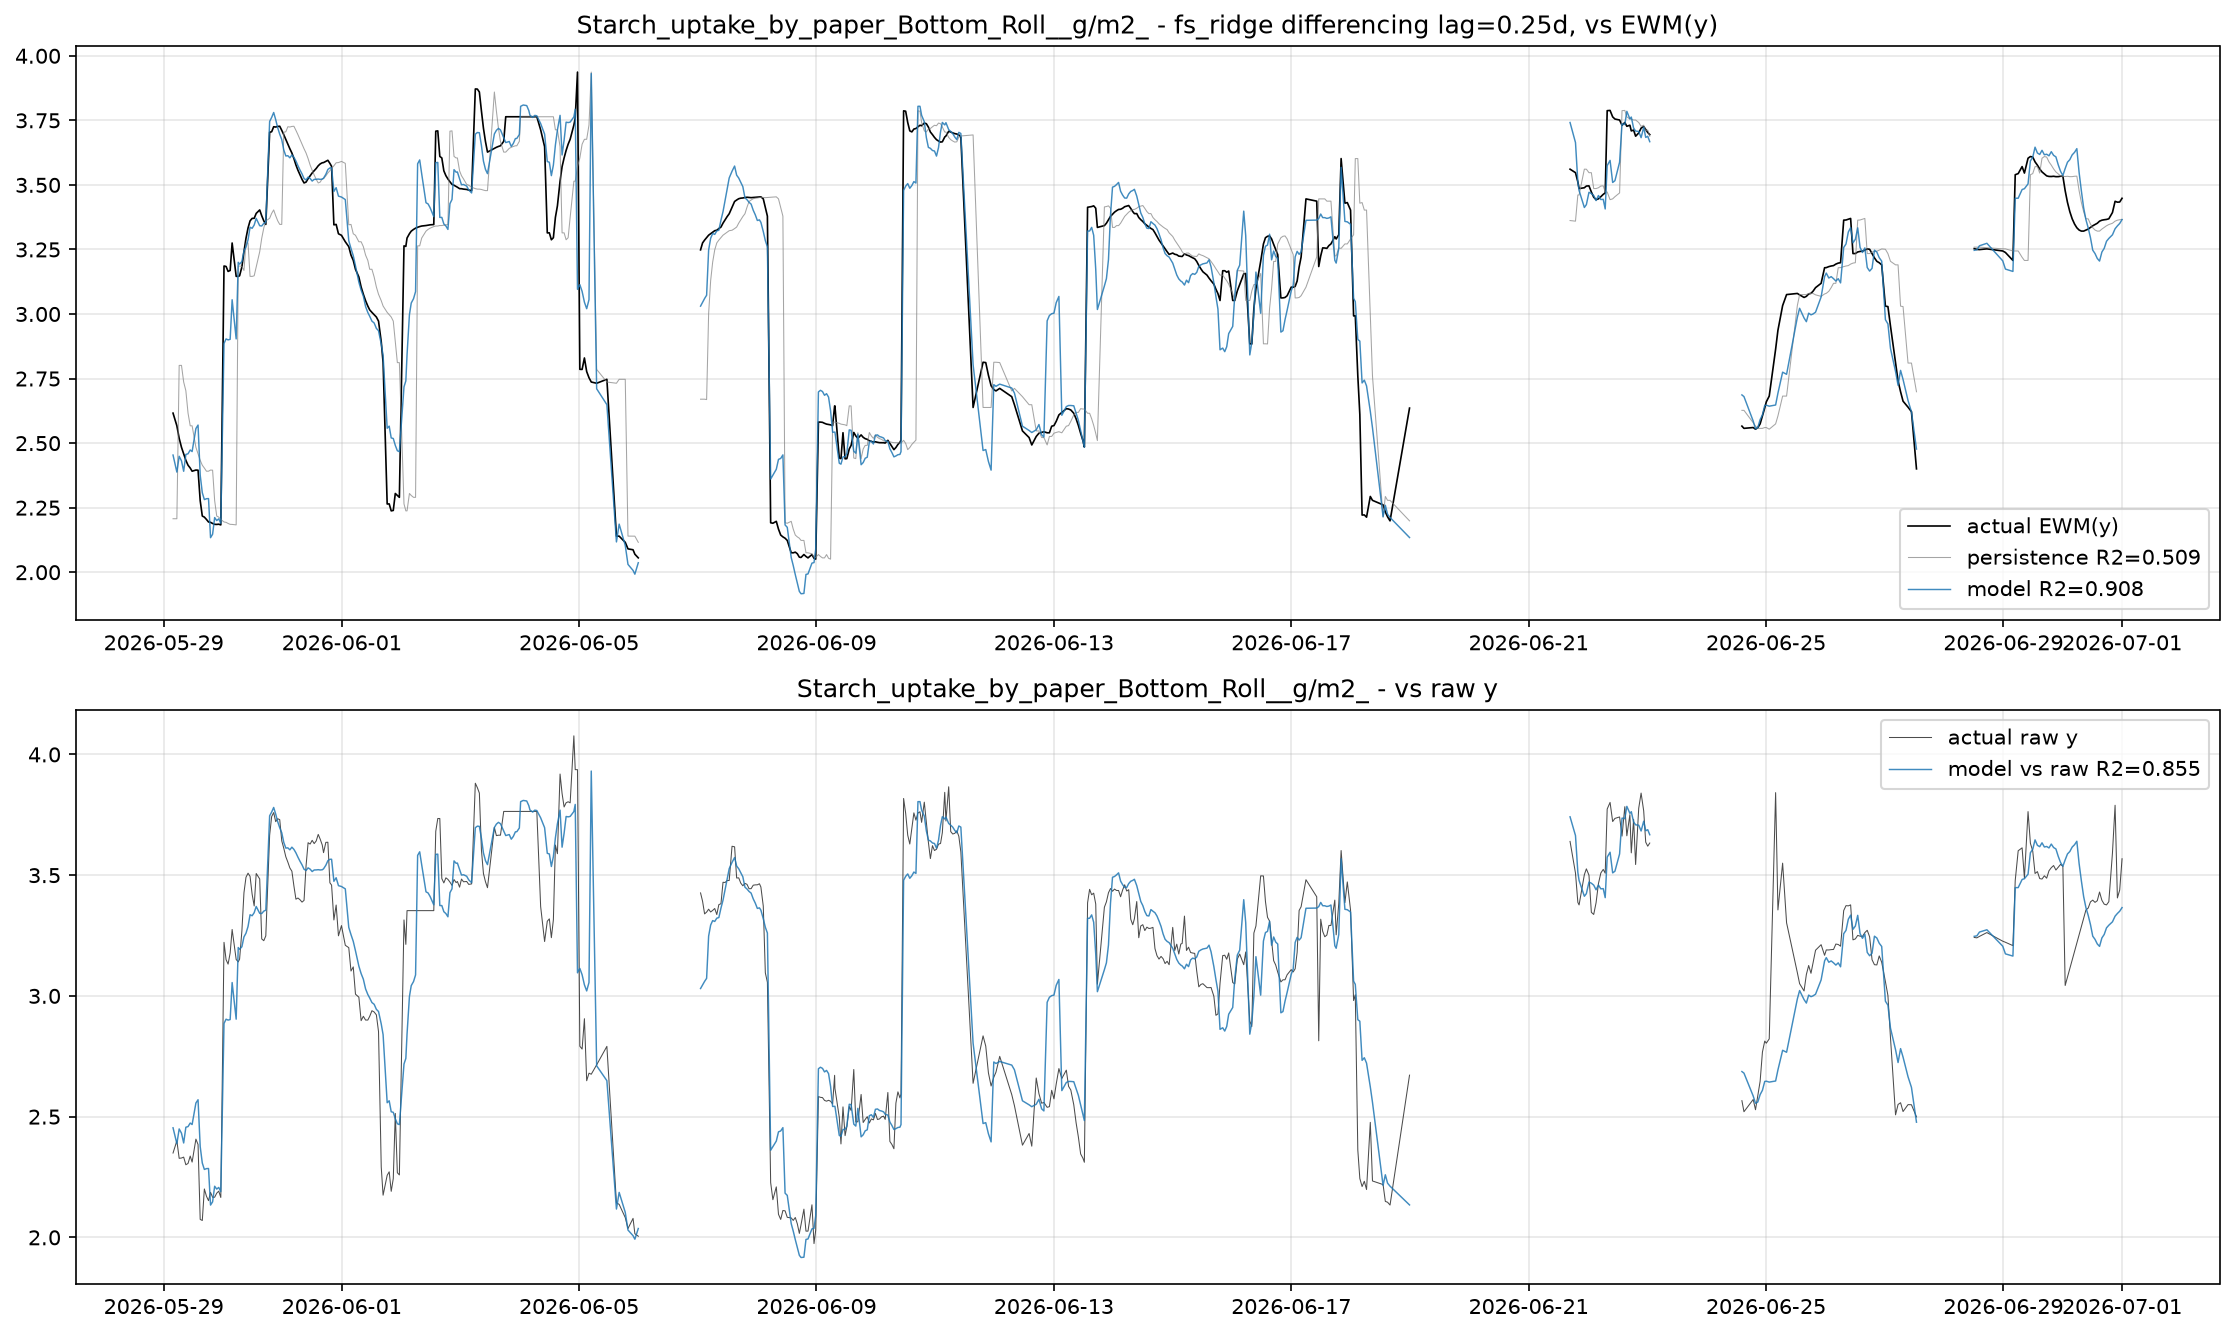 Starch_uptake_by_paper_Bottom_Roll__g/m2_ - fs_ridge differencing lag=0.25d, vs EWM(y)
4.00
3.75
3.50
3.25
3.00
2.75
2.50
2.25
2.00
actual EWM(y)
persistence R2=0.509
model R2=0.908
2026-05-29 2026-06-01 2026-06-05 2026-06-09 2026-06-13 2026-06-17 2026-06-21 2026-06-25 2026-06-29 2026-07-01
Starch_uptake_by_paper_Bottom_Roll__g/m2_ - vs raw y
actual raw y
model vs raw R2=0.855
4.0
3.5
3.0
2.5
2.0
2026-05-29 2026-06-01 2026-06-05 2026-06-09 2026-06-13 2026-06-17 2026-06-21 2026-06-25 2026-06-29 2026-07-01